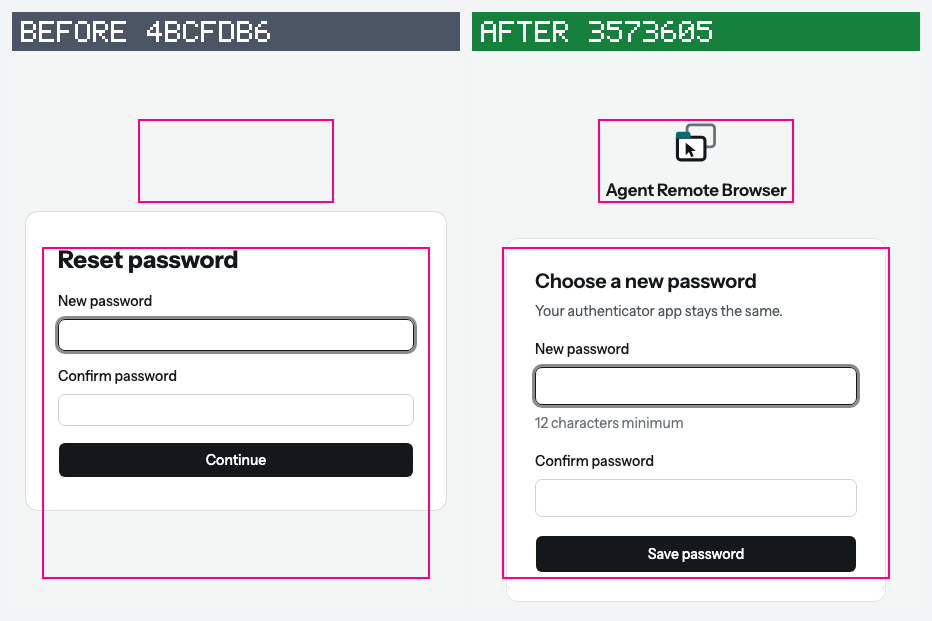 BEFORE 4BCFDB6
Reset password
New password
Confirm password
Continue
AFTER 3573605
Agent Remote Browser
Choose a new password
Your authenticator app stays the same.
New password
12 characters minimum
Confirm password
Save password